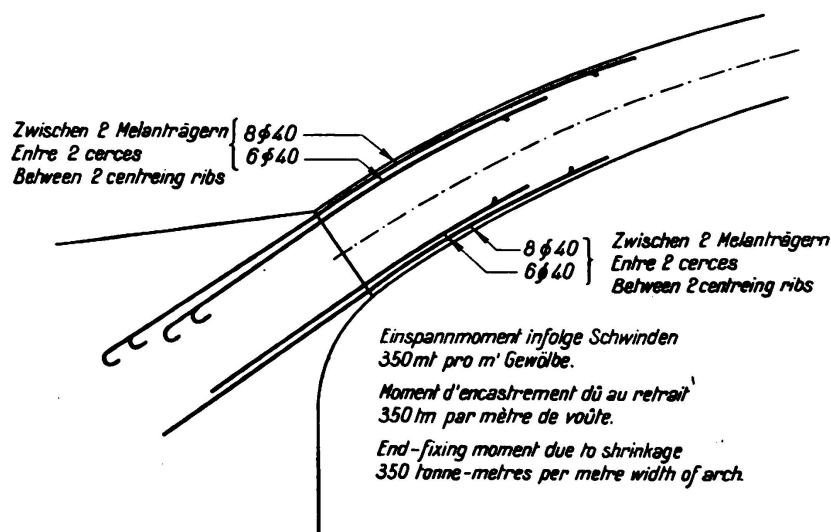 Zwischen 2 Melanträgern
Entre 2 cerces
Between 2 centreing ribs
8ϕ40
6ϕ40
8ϕ40
6ϕ40
Zwischen 2 Melanträgern
Entre 2 cerces
Between 2 centreing ribs
Einspannmoment infolge Schwinden
350mt pro m' Gewölbe.
Moment d'encastrement dû au retrait
350 tm par mètre de voûte.
End-fixing moment due to shrinkage
350 tonne-metres per metre width of arch.